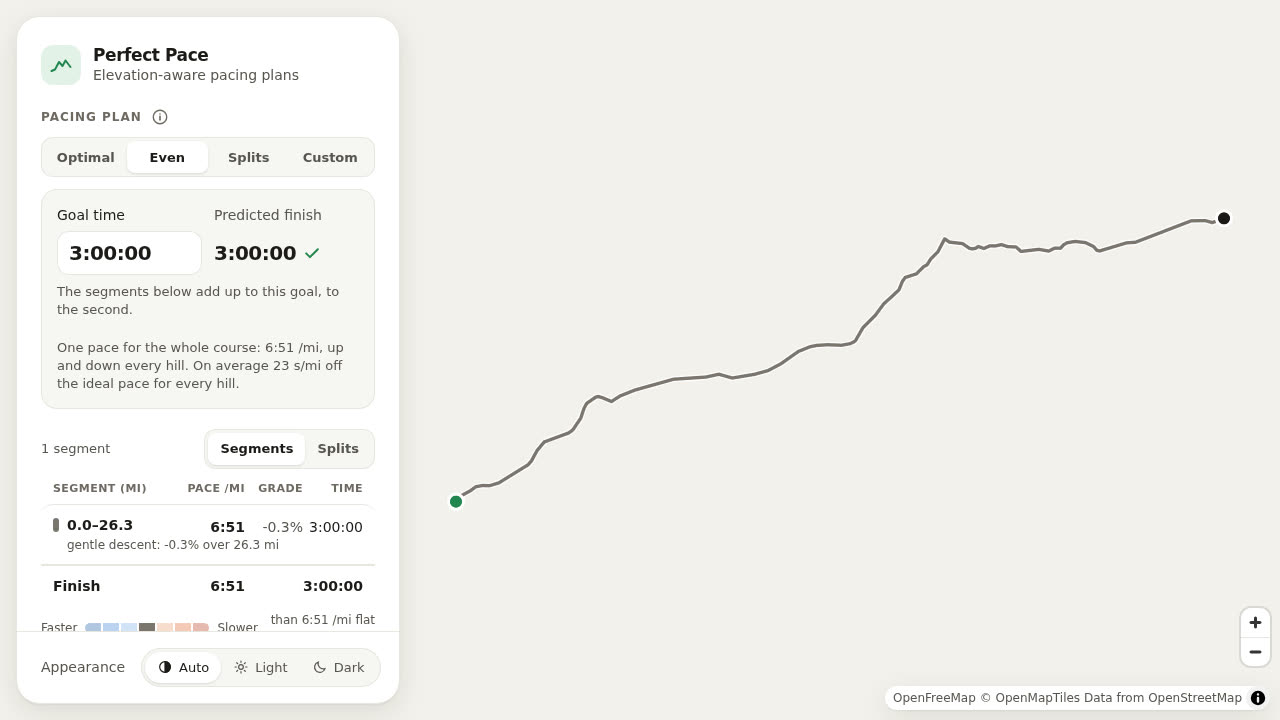 Perfect Pace
Elevation-aware pacing plans
PACING PLAN
Optimal Even Splits Custom
Goal time Predicted finish
3:00:00 3:00:00
The segments below add up to this goal, to
the second.
One pace for the whole course: 6:51 /mi, up
and down every hill. On average 23 s/mi off
the ideal pace for every hill.
1 segment Segments Splits
SEGMENT (MI) PACE /MI GRADE TIME
0.0–26.3 6:51 -0.3% 3:00:00
gentle descent: -0.3% over 26.3 mi
Finish 6:51 3:00:00
Faster Slower than 6:51 /mi flat
Appearance Auto Light Dark
OpenFreeMap © OpenMapTiles Data from OpenStreetMap